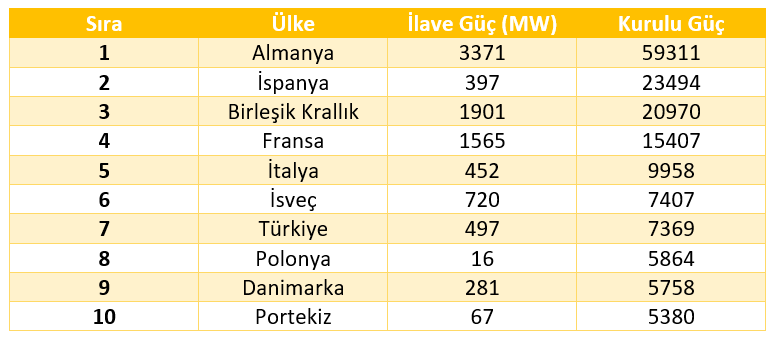 Sıra Ülke İlave Güç (MW) Kurulu Güç
1 Almanya 3371 59311
2 İspanya 397 23494
3 Birleşik Krallık 1901 20970
4 Fransa 1565 15407
5 İtalya 452 9958
6 İsveç 720 7407
7 Türkiye 497 7369
8 Polonya 16 5864
9 Danimarka 281 5758
10 Portekiz 67 5380